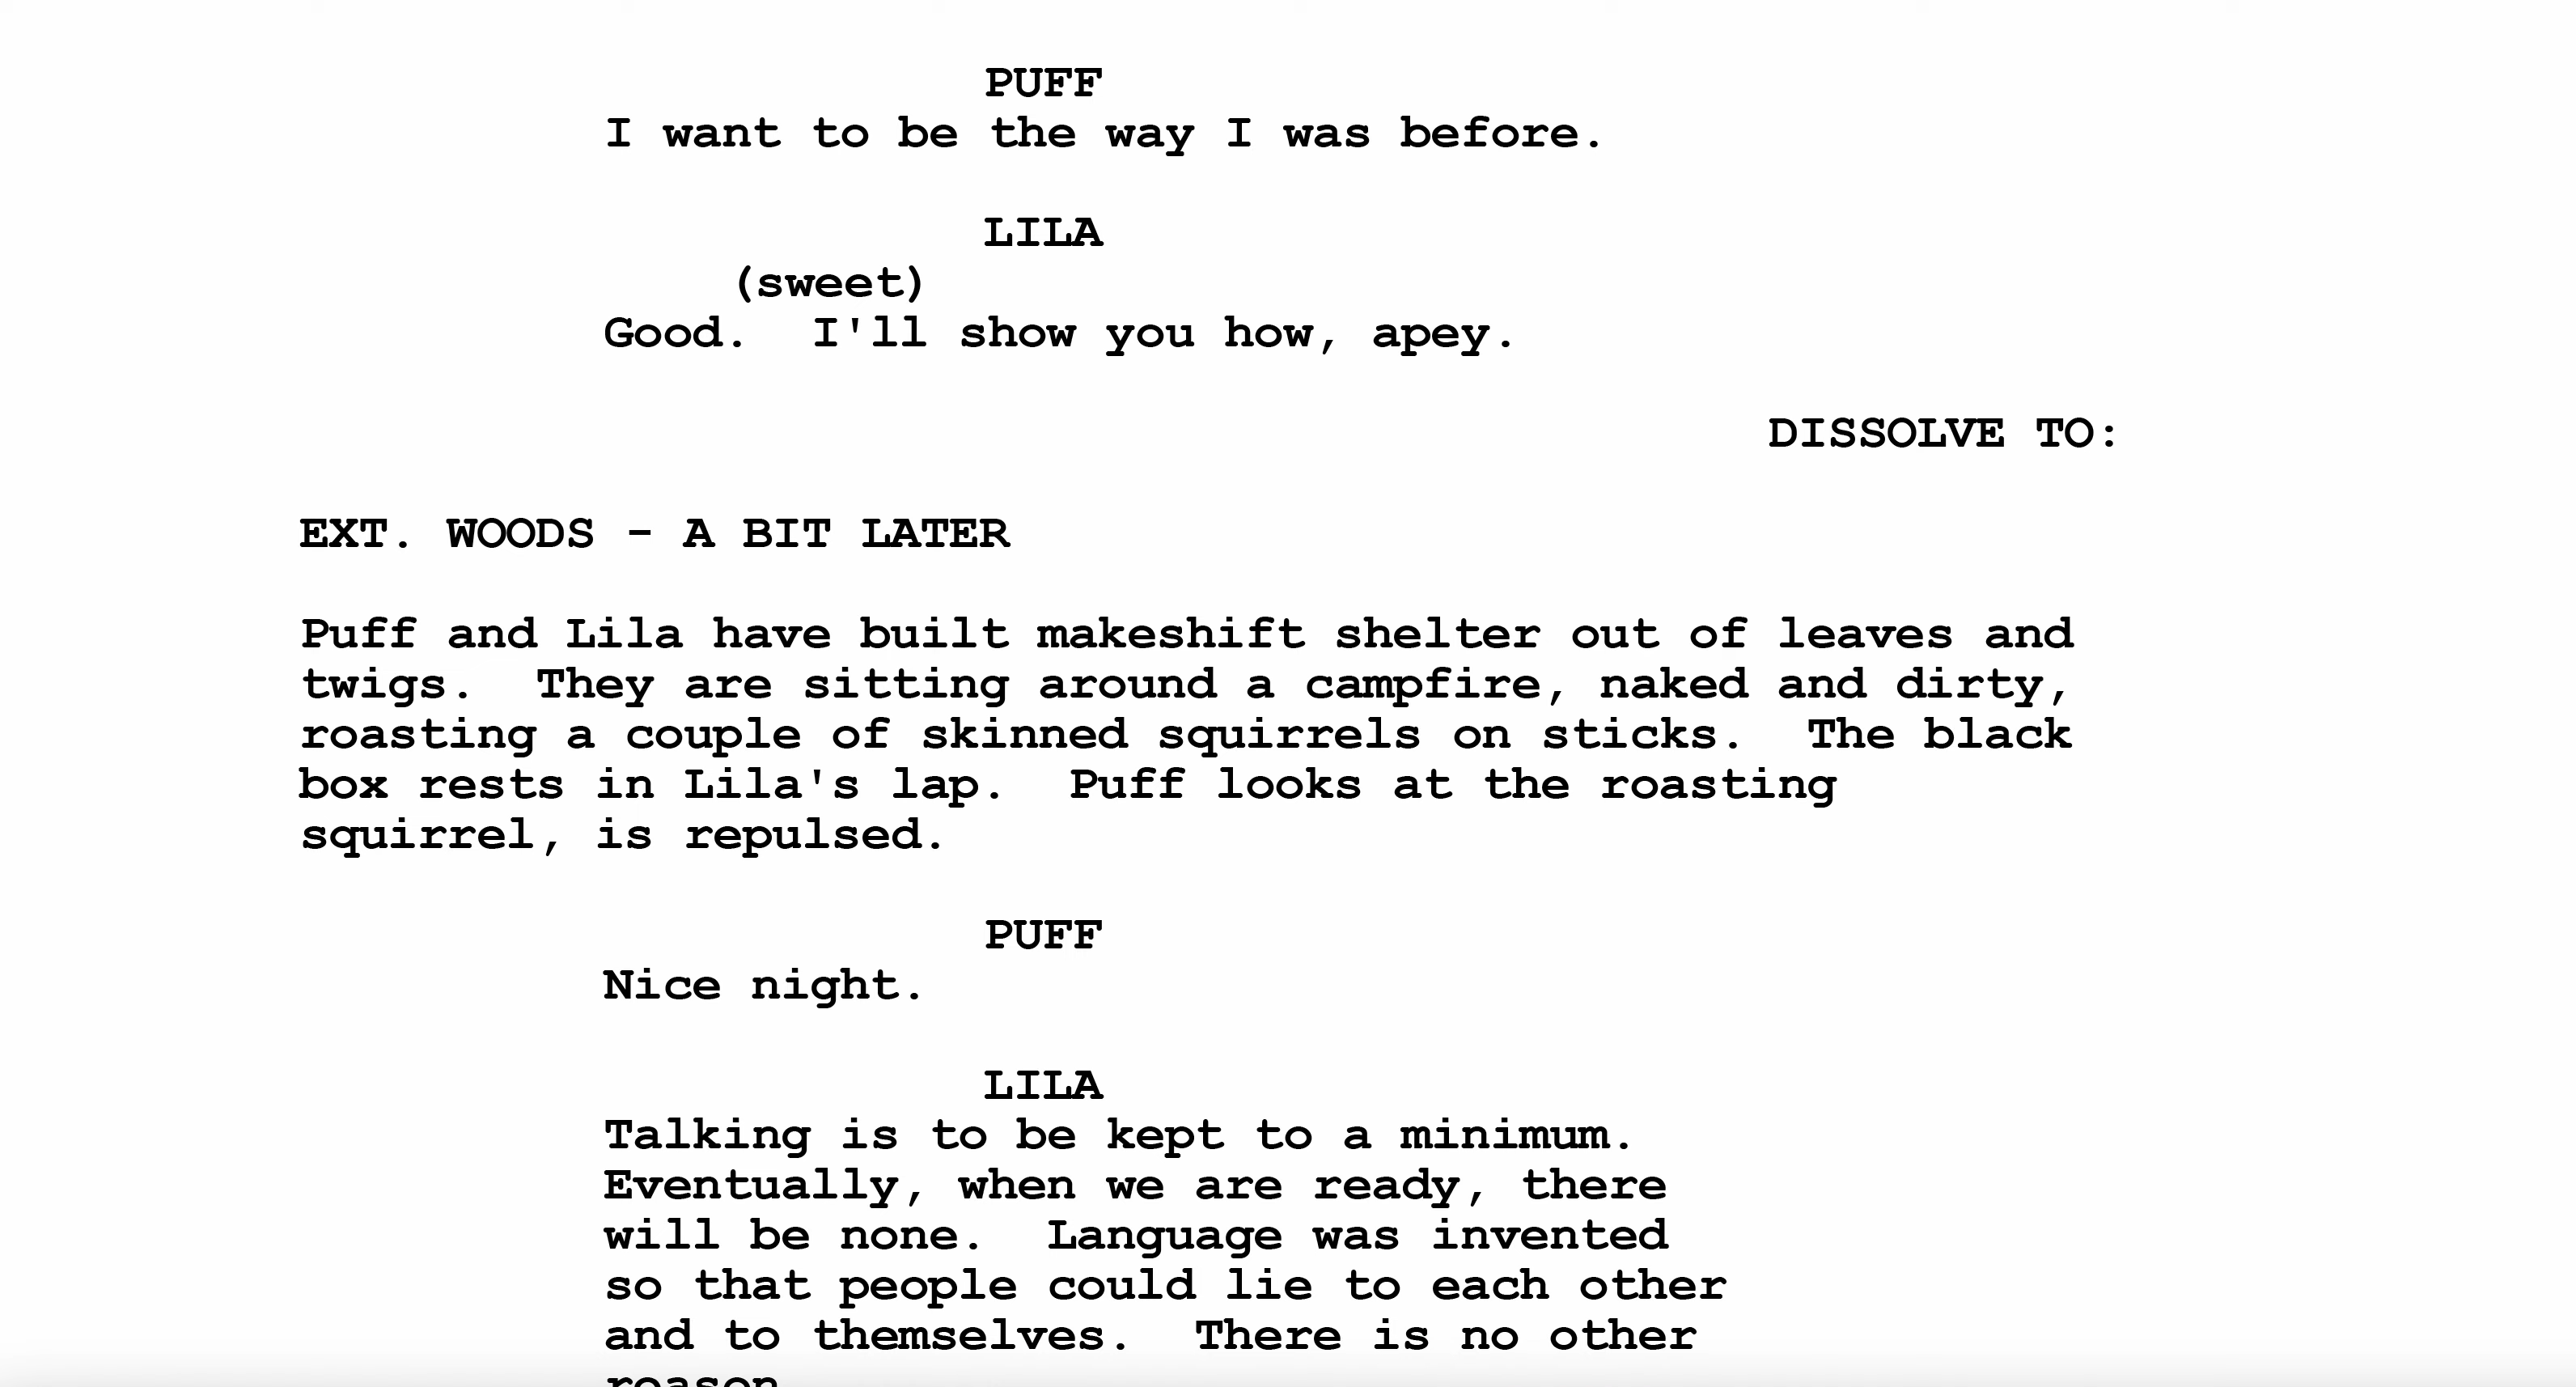 PUFF
I want to be the way I was before.
LILA
(sweet)
Good.  I'll show you how, apey.
DISSOLVE TO:
EXT. WOODS - A BIT LATER
Puff and Lila have built makeshift shelter out of leaves and
twigs.  They are sitting around a campfire, naked and dirty,
roasting a couple of skinned squirrels on sticks.  The black
box rests in Lila's lap.  Puff looks at the roasting
squirrel, is repulsed.
PUFF
Nice night.
LILA
Talking is to be kept to a minimum.
Eventually, when we are ready, there
will be none.  Language was invented
so that people could lie to each other
and to themselves.  There is no other
reason